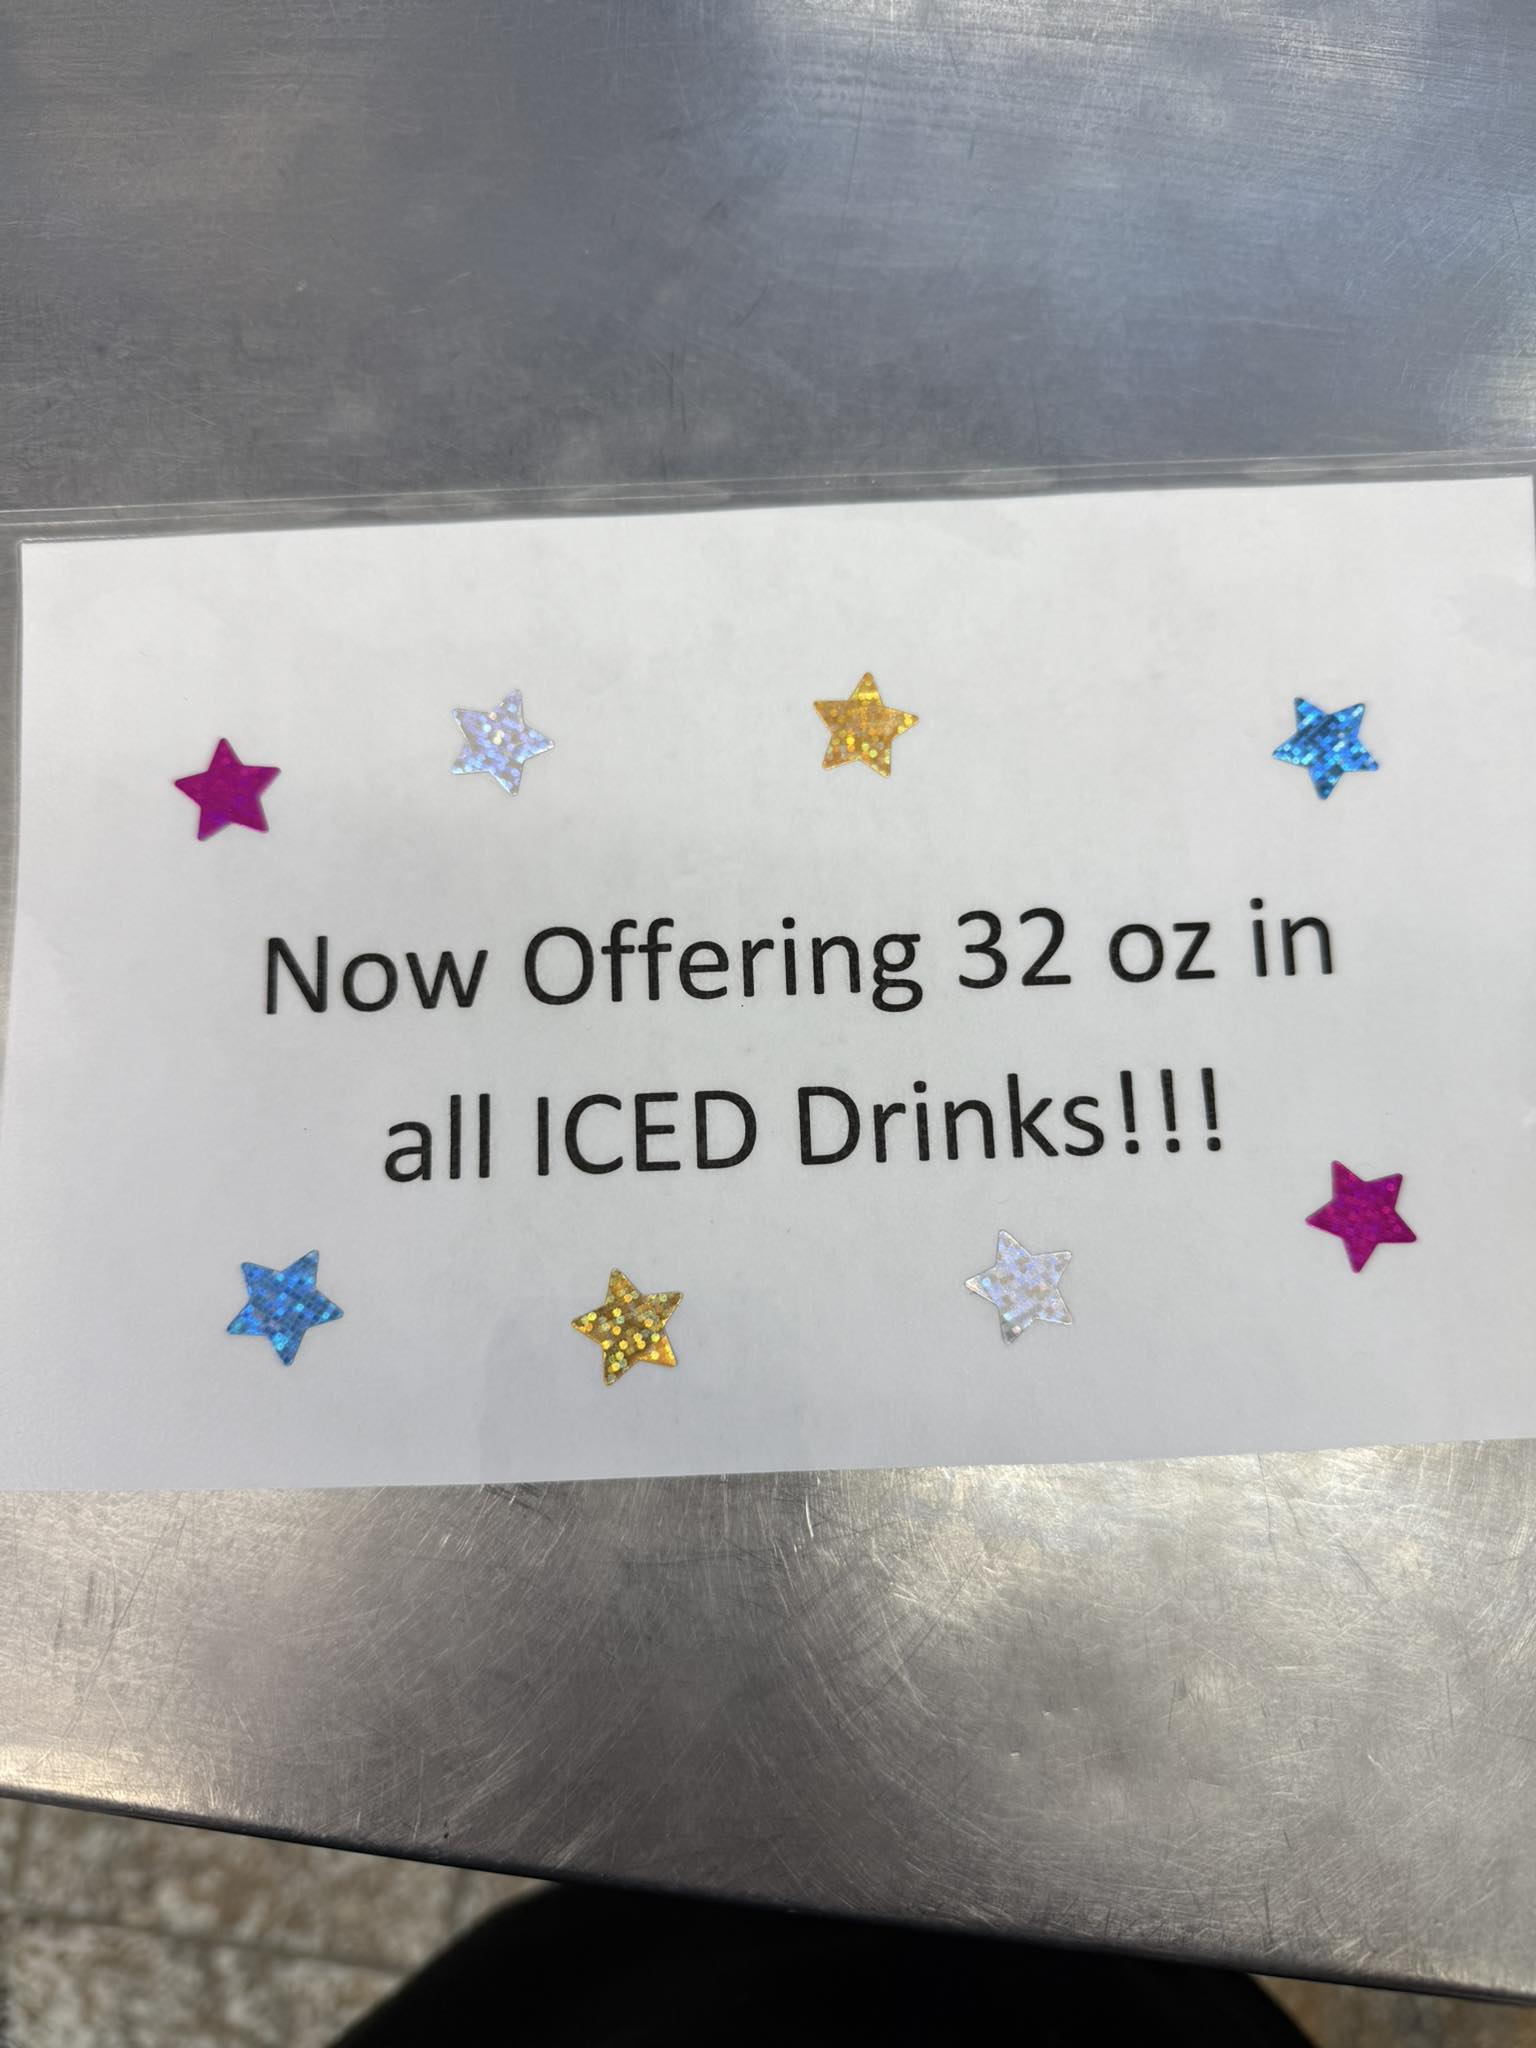 Now Offering 32 oz in
all ICED Drinks!!!